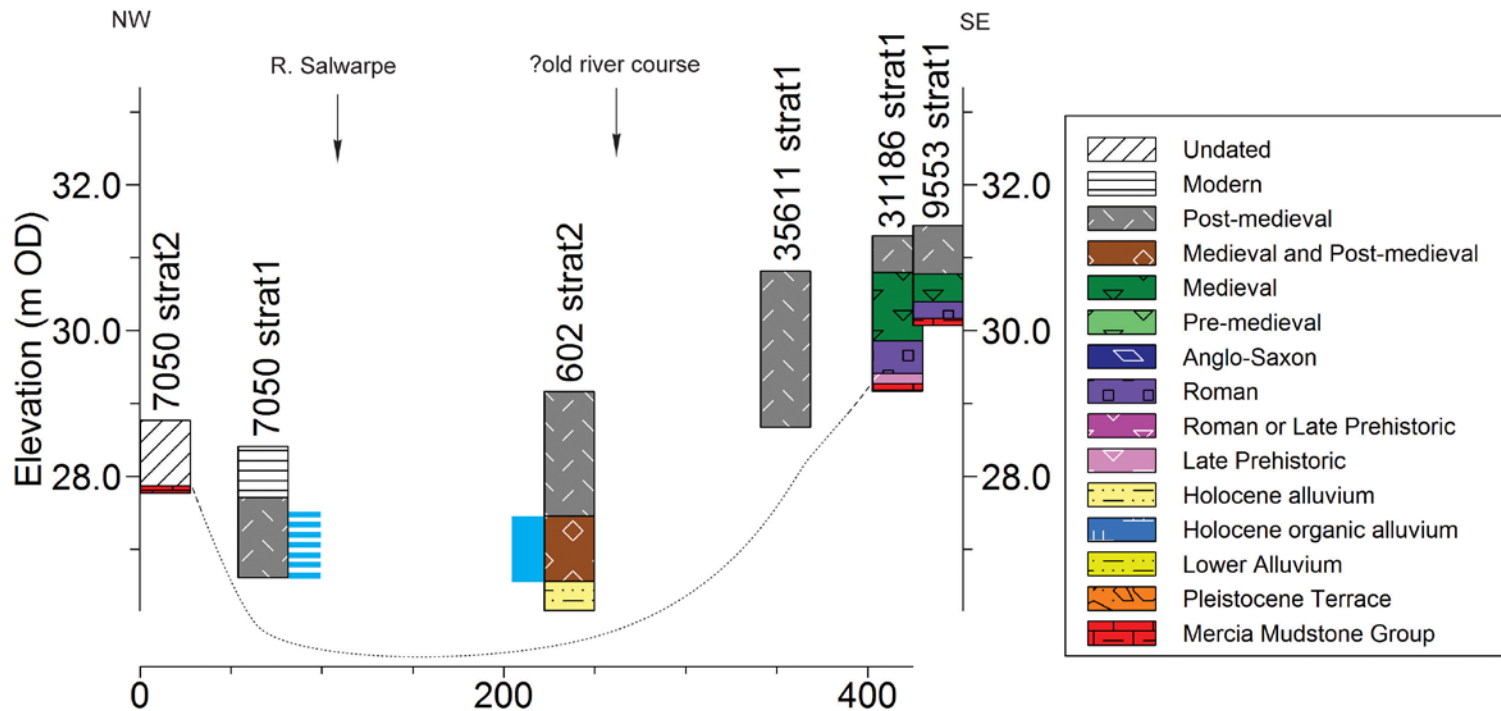 NW
SE
R. Salwarpe
?old river course
7050 strat2
7050 strat1
602 strat2
35611 strat1
31186 strat1
9553 strat1
Elevation (m OD)
32.0
30.0
28.0
32.0
30.0
28.0
0
200
400
Undated
Modern
Post-medieval
Medieval and Post-medieval
Medieval
Pre-medieval
Anglo-Saxon
Roman
Roman or Late Prehistoric
Late Prehistoric
Holocene alluvium
Holocene organic alluvium
Lower Alluvium
Pleistocene Terrace
Mercia Mudstone Group